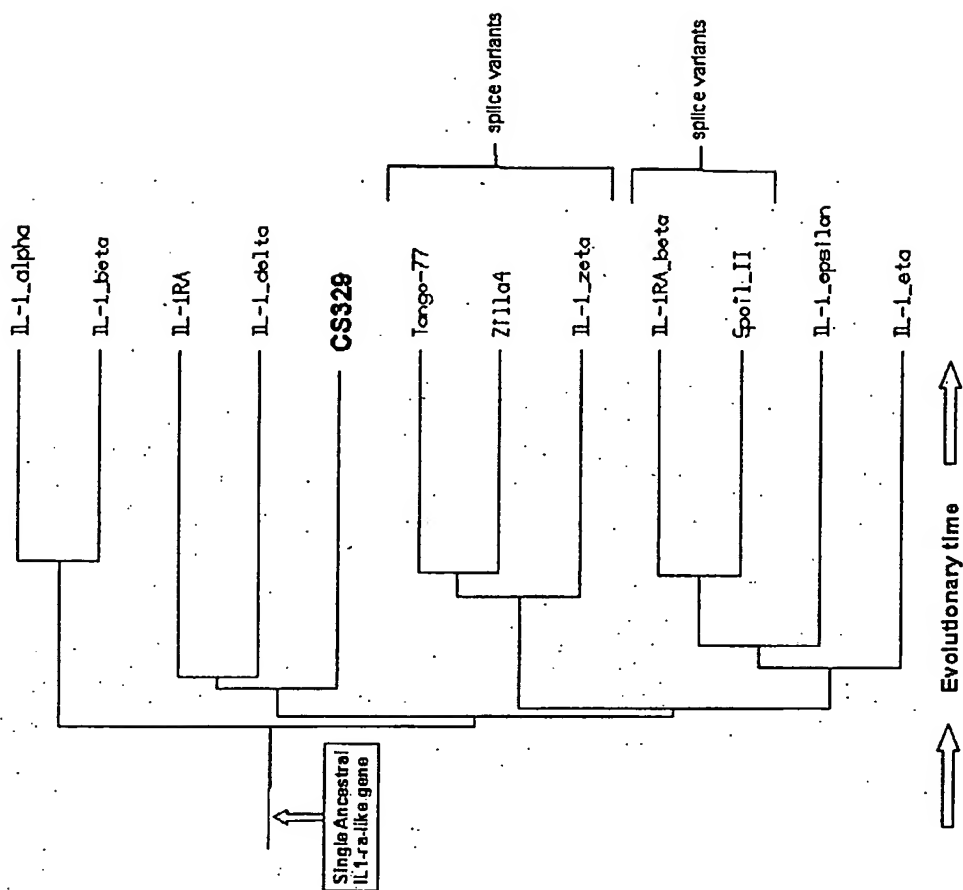 IL-1_alpha
IL-1_beta
IL-1RA
IL-1_delta
CS329
Tango-77
Zilla4
IL-1_zeta
IL-1RA_beta
Spoil_II
IL-1_epsilon
IL-1_eta
splice variants
splice variants
Single Ancestral
IL1-ra-like gene
Evolutionary time